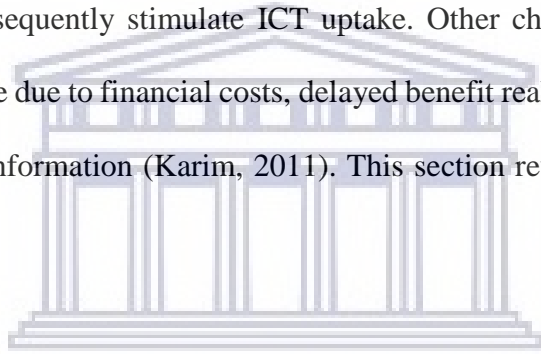 sequently stimulate ICT uptake. Other ch
e due to financial costs, delayed benefit rea
nformation (Karim, 2011). This section re